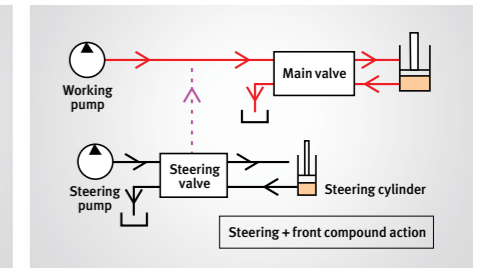 Working
pump
Main valve
Steering
pump
Steering
valve
Steering cylinder
Steering + front compound action